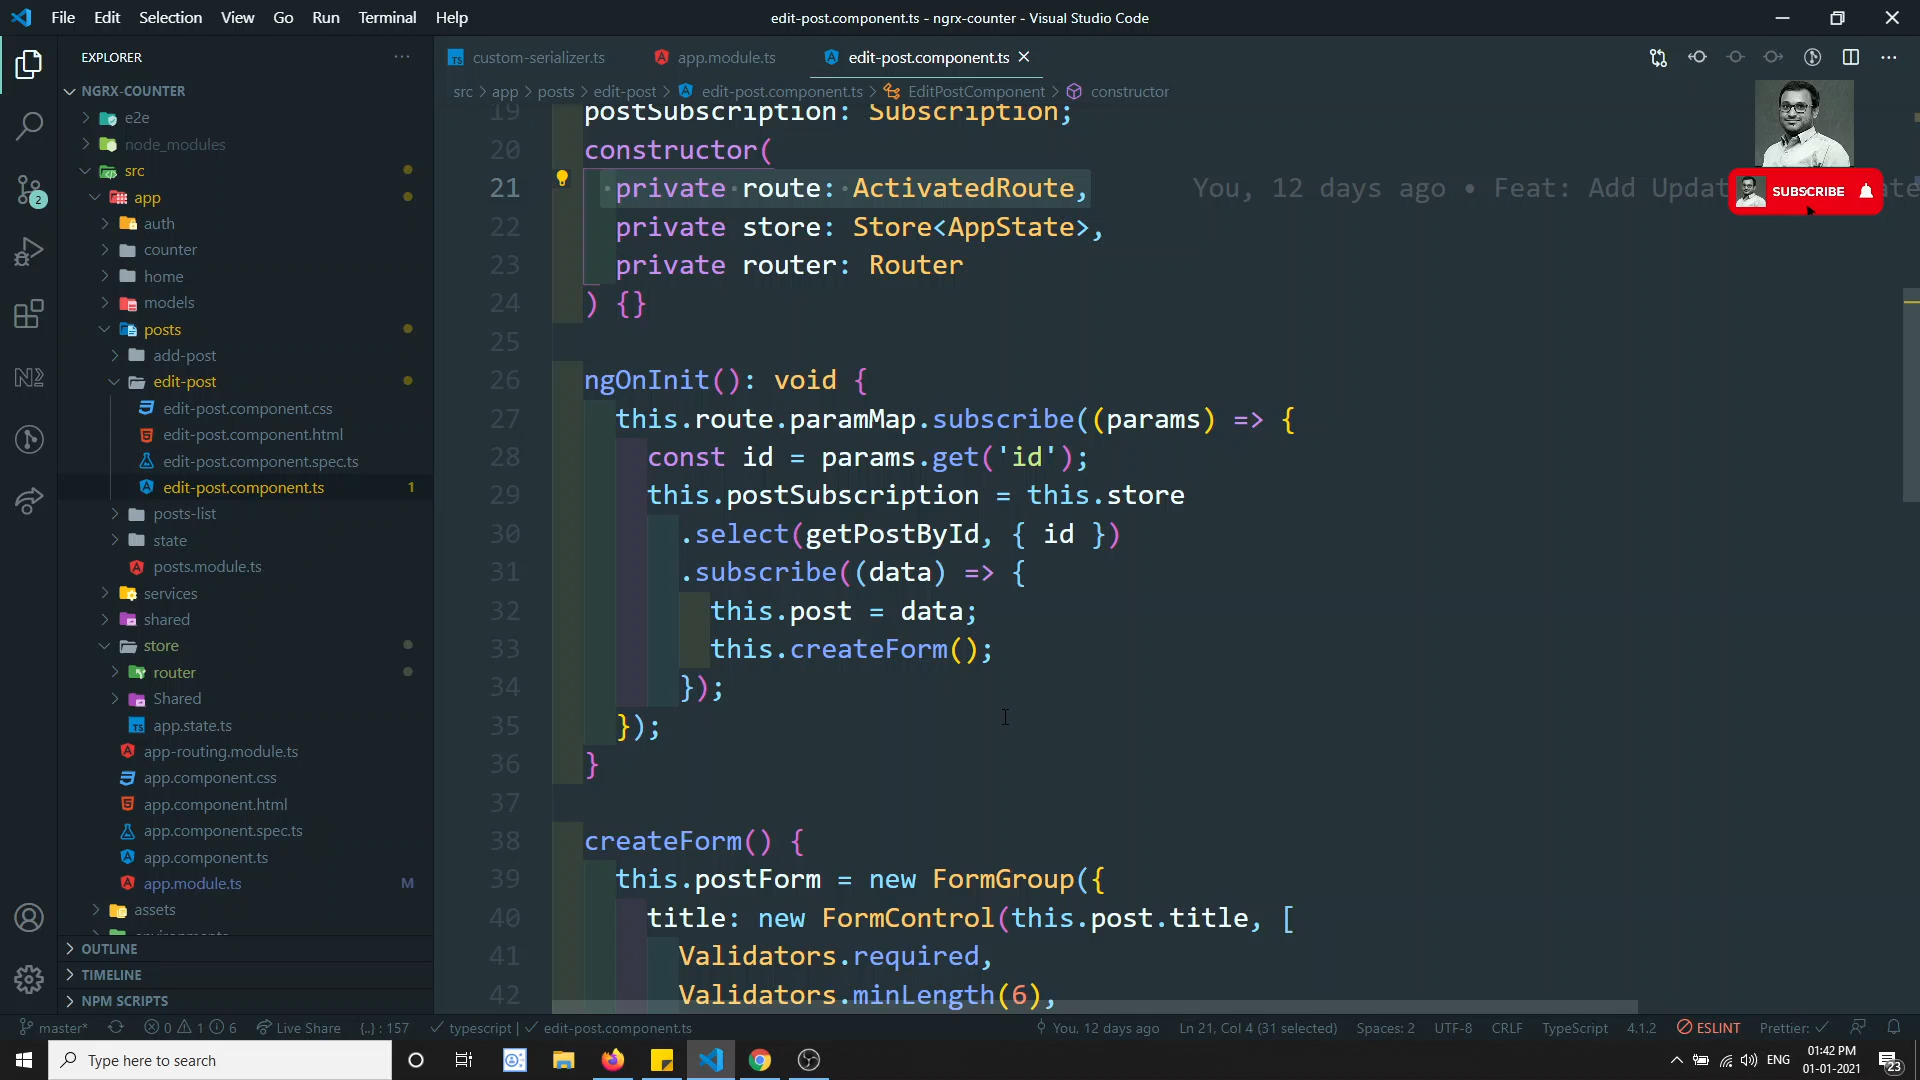 File Edit Selection View Go Run Terminal Help
edit-post.component.ts - ngrx-counter - Visual Studio Code
EXPLORER
NGRX-COUNTER
e2e
node_modules
src
app
auth
counter
home
models
posts
add-post
edit-post
edit-post.component.css
edit-post.component.html
edit-post.component.spec.ts
edit-post.component.ts 1
posts-list
state
posts.module.ts
services
shared
store
router
Shared
app.state.ts
app-routing.module.ts
app.component.css
app.component.html
app.component.spec.ts
app.component.ts
app.module.ts M
assets
OUTLINE
TIMELINE
NPM SCRIPTS
custom-serializer.ts app.module.ts edit-post.component.ts
src > app > posts > edit-post > edit-post.component.ts > EditPostComponent > constructor
19 postSubscription: Subscription;
20 constructor(
21 private route: ActivatedRoute, You, 12 days ago • Feat: Add Updat
22 private store: Store<AppState>,
23 private router: Router
24 ) {}
25
26 ngOnInit(): void {
27 this.route.paramMap.subscribe((params) => {
28 const id = params.get('id');
29 this.postSubscription = this.store
30 .select(getPostById, { id })
31 .subscribe((data) => {
32 this.post = data;
33 this.createForm();
34 });
35 });
36 }
37
38 createForm() {
39 this.postForm = new FormGroup({
40 title: new FormControl(this.post.title, [
41 Validators.required,
42 Validators.minLength(6),
SUBSCRIBE
2
master* 0 1 6 Live Share {..} : 157 typescript | edit-post.component.ts You, 12 days ago Ln 21, Col 4 (31 selected) Spaces: 2 UTF-8 CRLF TypeScript 4.1.2 ESLINT Prettier:
Type here to search
ENG
01:42 PM
01-01-2021
23